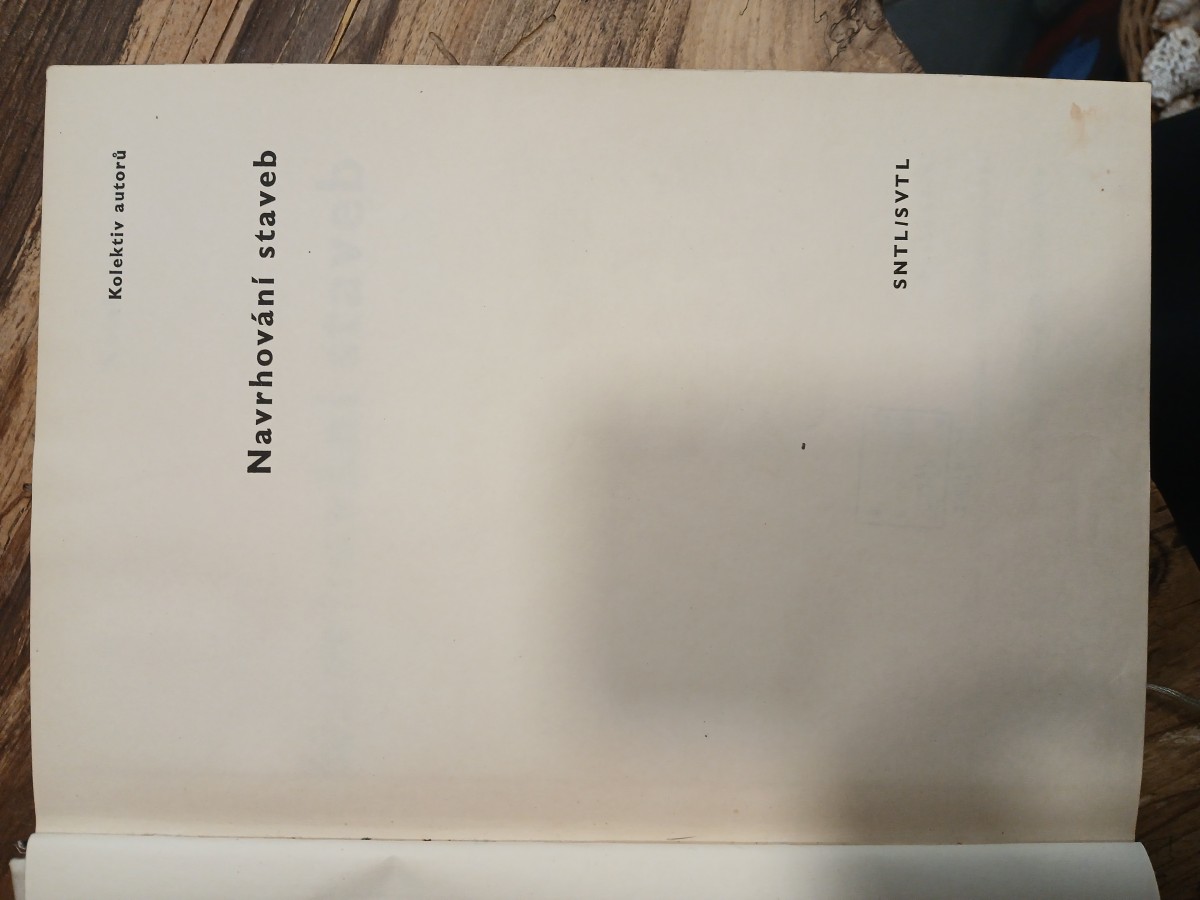 Kolektiv autorů
Navrhování staveb
SNTL/SVTL